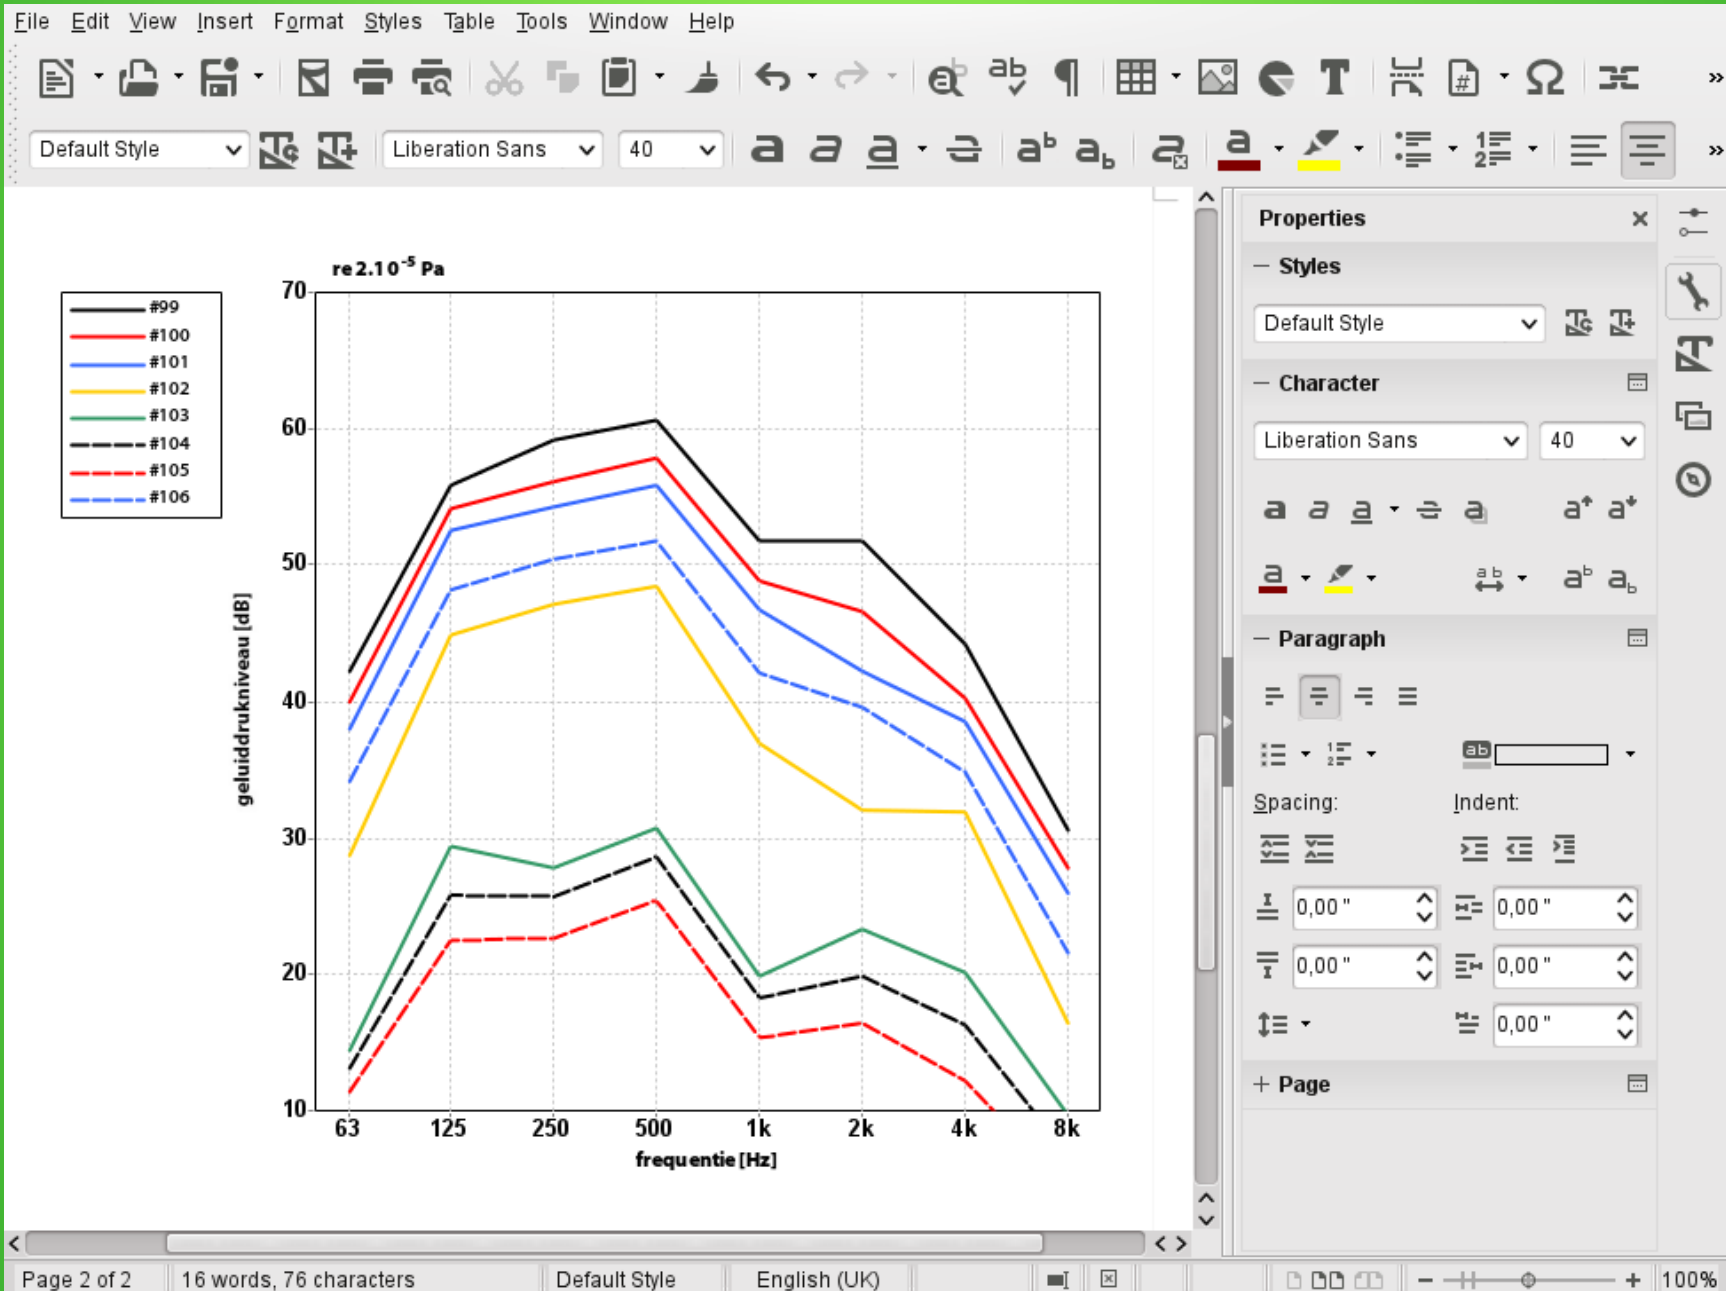 File Edit View Insert Format Styles Table Tools Window Help
Default Style Liberation Sans 40
re 2.10-5 Pa
#99
#100
#101
#102
#103
#104
#105
#106
70
60
50
40
30
20
10
geluiddrukniveau [dB]
63 125 250 500 1k 2k 4k 8k
frequentie [Hz]
Properties
Styles
Default Style
Character
Liberation Sans 40
Paragraph
Spacing: Indent:
0,00 " 0,00 "
0,00 " 0,00 "
0,00 "
Page
Page 2 of 2 16 words, 76 characters Default Style English (UK) 100%